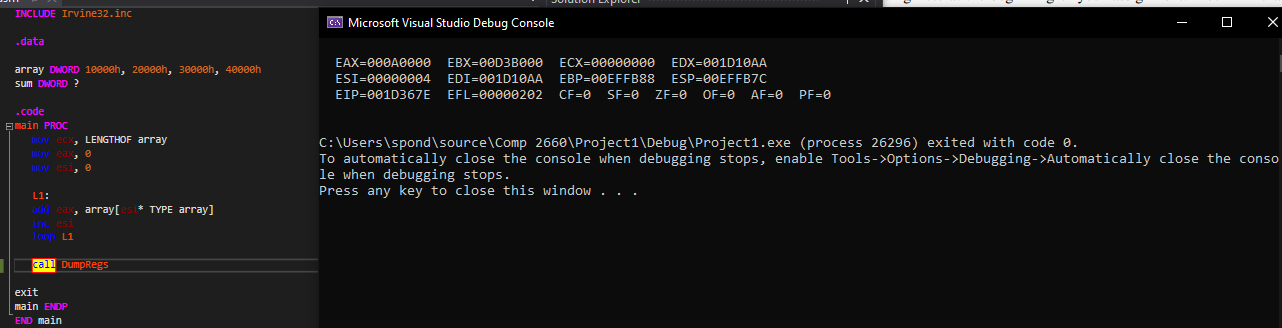 Solution Explorer
INCLUDE Irvine32.inc
.data
array DWORD 10000h, 20000h, 30000h, 40000h
sum DWORD ?
.code
main PROC
mov ecx, LENGTHOF array
mov eax, 0
mov esi, 0
L1:
add eax, array[esi* TYPE array]
inc esi
loop L1
call DumpRegs
exit
main ENDP
END main
Microsoft Visual Studio Debug Console
EAX=000A0000 EBX=00D3B000 ECX=00000000 EDX=001D10AA
ESI=00000004 EDI=001D10AA EBP=00EFFB88 ESP=00EFFB7C
EIP=001D367E EFL=00000202 CF=0 SF=0 ZF=0 OF=0 AF=0 PF=0
C:\Users\spond\source\Comp 2660\Project1\Debug\Project1.exe (process 26296) exited with code 0.
To automatically close the console when debugging stops, enable Tools->Options->Debugging->Automatically close the conso
le when debugging stops.
Press any key to close this window . . .